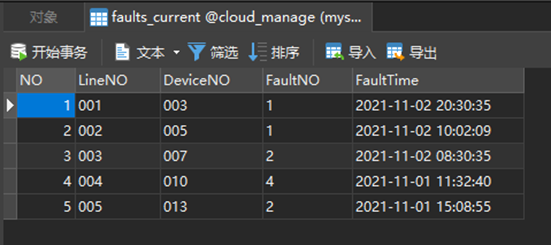 对象 faults_current @cloud_manage (mys...
开始事务 文本 筛选 排序 导入 导出
NO LineNO DeviceNO FaultNO FaultTime
1 001 003 1 2021-11-02 20:30:35
2 002 005 1 2021-11-02 10:02:09
3 003 007 2 2021-11-02 08:30:35
4 004 010 4 2021-11-01 11:32:40
5 005 013 2 2021-11-01 15:08:55